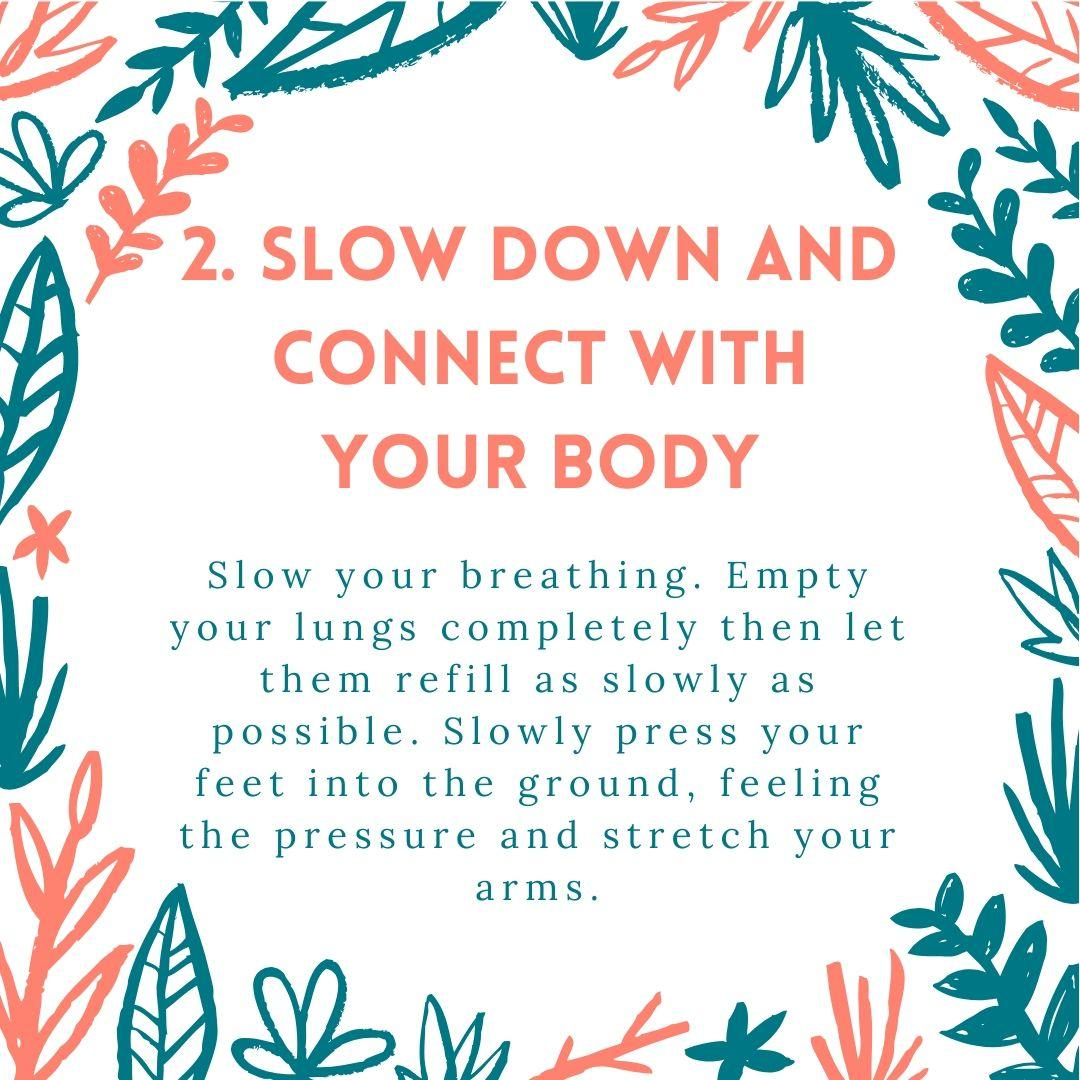 2. SLOW DOWN AND
CONNECT WITH
YOUR BODY
Slow your breathing. Empty
your lungs completely then let
them refill as slowly as
possible. Slowly press your
feet into the ground, feeling
the pressure and stretch your
arms.